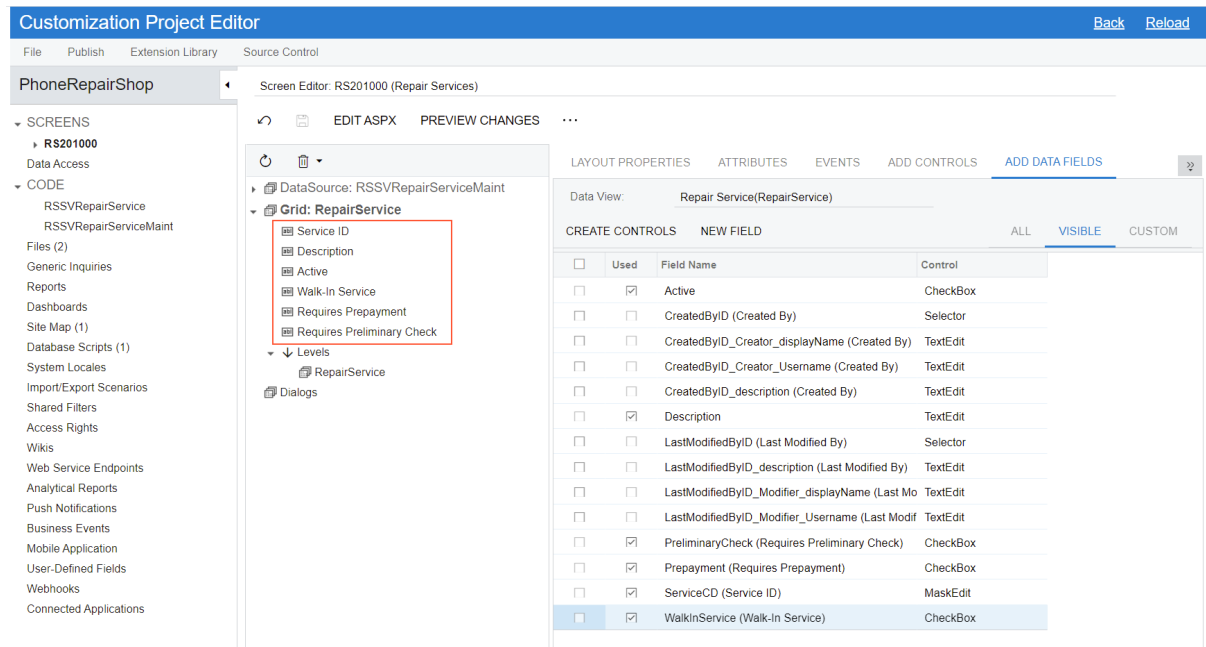 Customization Project Editor
Back Reload
File Publish Extension Library Source Control
PhoneRepairShop
Screen Editor: RS201000 (Repair Services)
EDIT ASPX PREVIEW CHANGES ...
SCREENS
RS201000
Data Access
CODE
RSSVRepairService
RSSVRepairServiceMaint
Files (2)
Generic Inquiries
Reports
Dashboards
Site Map (1)
Database Scripts (1)
System Locales
Import/Export Scenarios
Shared Filters
Access Rights
Wikis
Web Service Endpoints
Analytical Reports
Push Notifications
Business Events
Mobile Application
User-Defined Fields
Webhooks
Connected Applications
DataSource: RSSVRepairServiceMaint
Grid: RepairService
Service ID
Description
Active
Walk-In Service
Requires Prepayment
Requires Preliminary Check
Levels
RepairService
Dialogs
LAYOUT PROPERTIES ATTRIBUTES EVENTS ADD CONTROLS ADD DATA FIELDS
Data View: Repair Service(RepairService)
CREATE CONTROLS NEW FIELD ALL VISIBLE CUSTOM
Used Field Name Control
Active CheckBox
CreatedByID (Created By) Selector
CreatedByID_Creator_displayName (Created By) TextEdit
CreatedByID_Creator_Username (Created By) TextEdit
CreatedByID_description (Created By) TextEdit
Description TextEdit
LastModifiedByID (Last Modified By) Selector
LastModifiedByID_description (Last Modified By) TextEdit
LastModifiedByID_Modifier_displayName (Last Mo TextEdit
LastModifiedByID_Modifier_Username (Last Modif TextEdit
PreliminaryCheck (Requires Preliminary Check) CheckBox
Prepayment (Requires Prepayment) CheckBox
ServiceCD (Service ID) MaskEdit
WalkInService (Walk-In Service) CheckBox